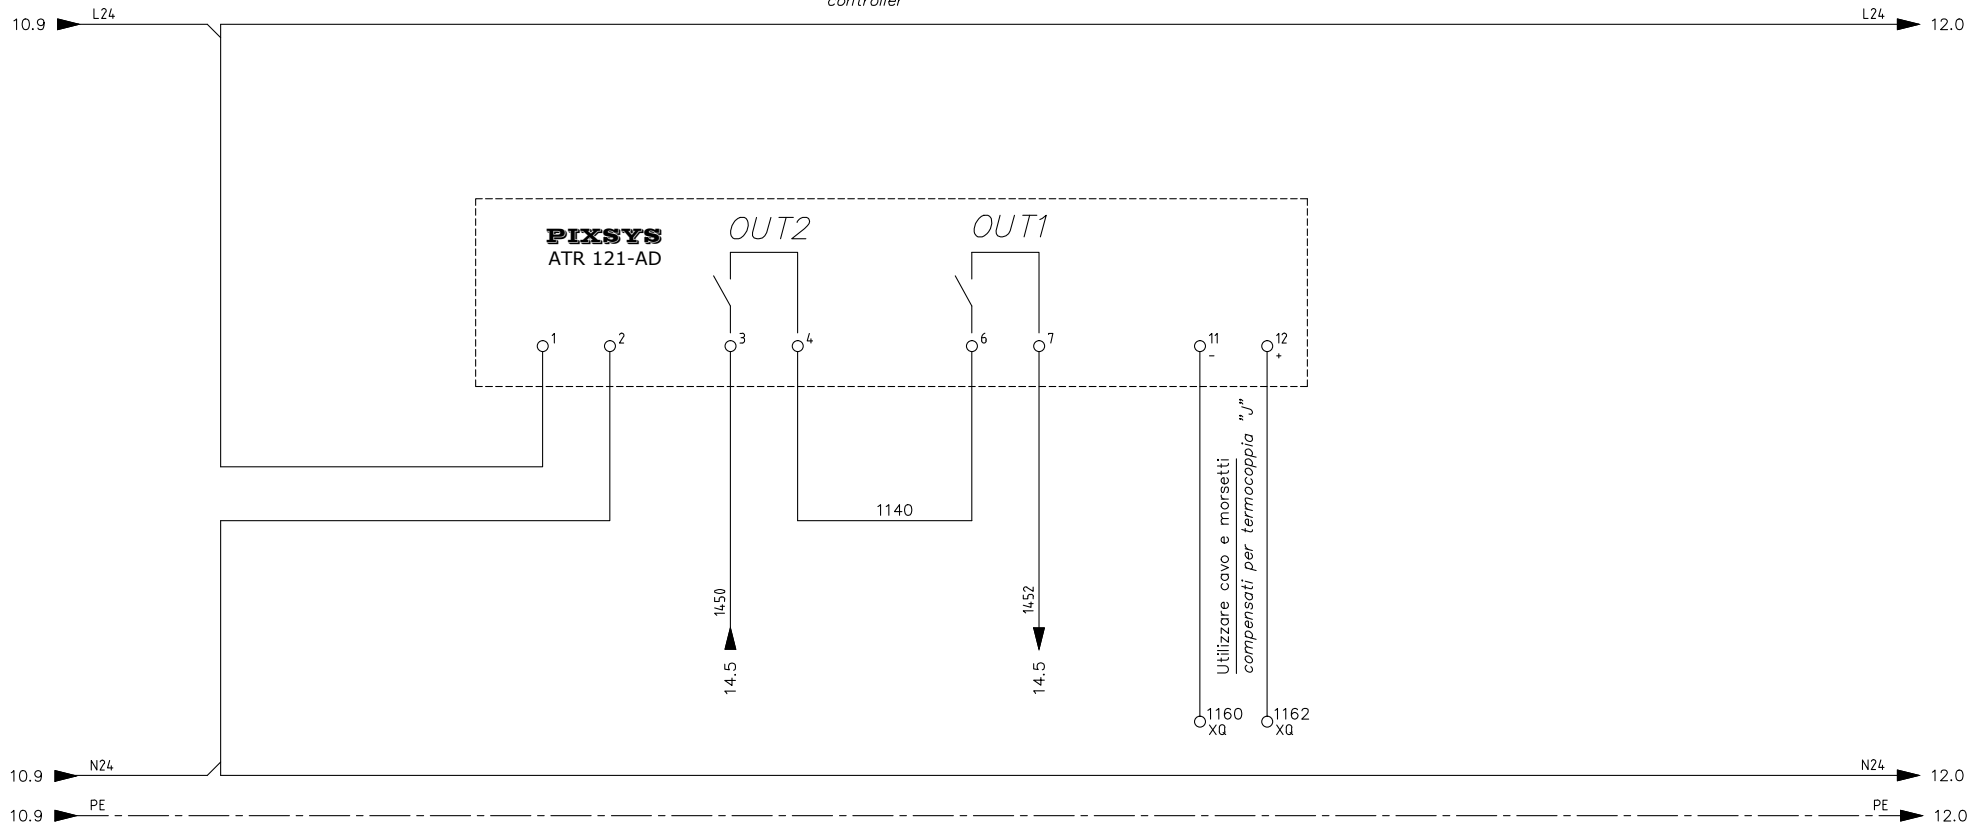 controller
L24
L24
10.9
12.0
OUT2
OUT1
PIXSYS
ATR 121-AD
1
2
3
4
6
7
11
-
12
+
Utilizzare cavo e morsetti
compensati per termocoppia "J"
1140
1450
1452
14.5
14.5
1160
XQ
1162
XQ
N24
N24
10.9
12.0
PE
PE
10.9
12.0